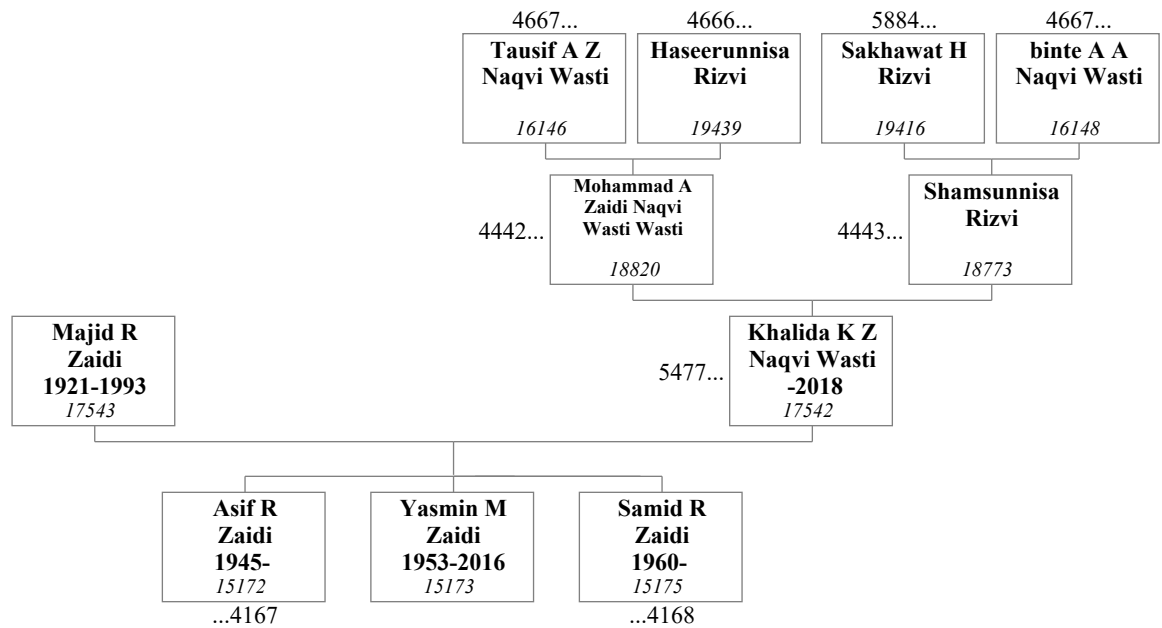 4667...
4666...
5884...
4667...
Tausif A Z
Naqvi Wasti
16146
Haseerunnisa
Rizvi
19439
Sakhawat H
Rizvi
19416
binte A A
Naqvi Wasti
16148
4442...
Mohammad A
Zaidi Naqvi
Wasti Wasti
18820
4443...
Shamsunnisa
Rizvi
18773
Majid R
Zaidi
1921-1993
17543
5477...
Khalida K Z
Naqvi Wasti
-2018
17542
Asif R
Zaidi
1945-
15172
...4167
Yasmin M
Zaidi
1953-2016
15173
Samid R
Zaidi
1960-
15175
...4168